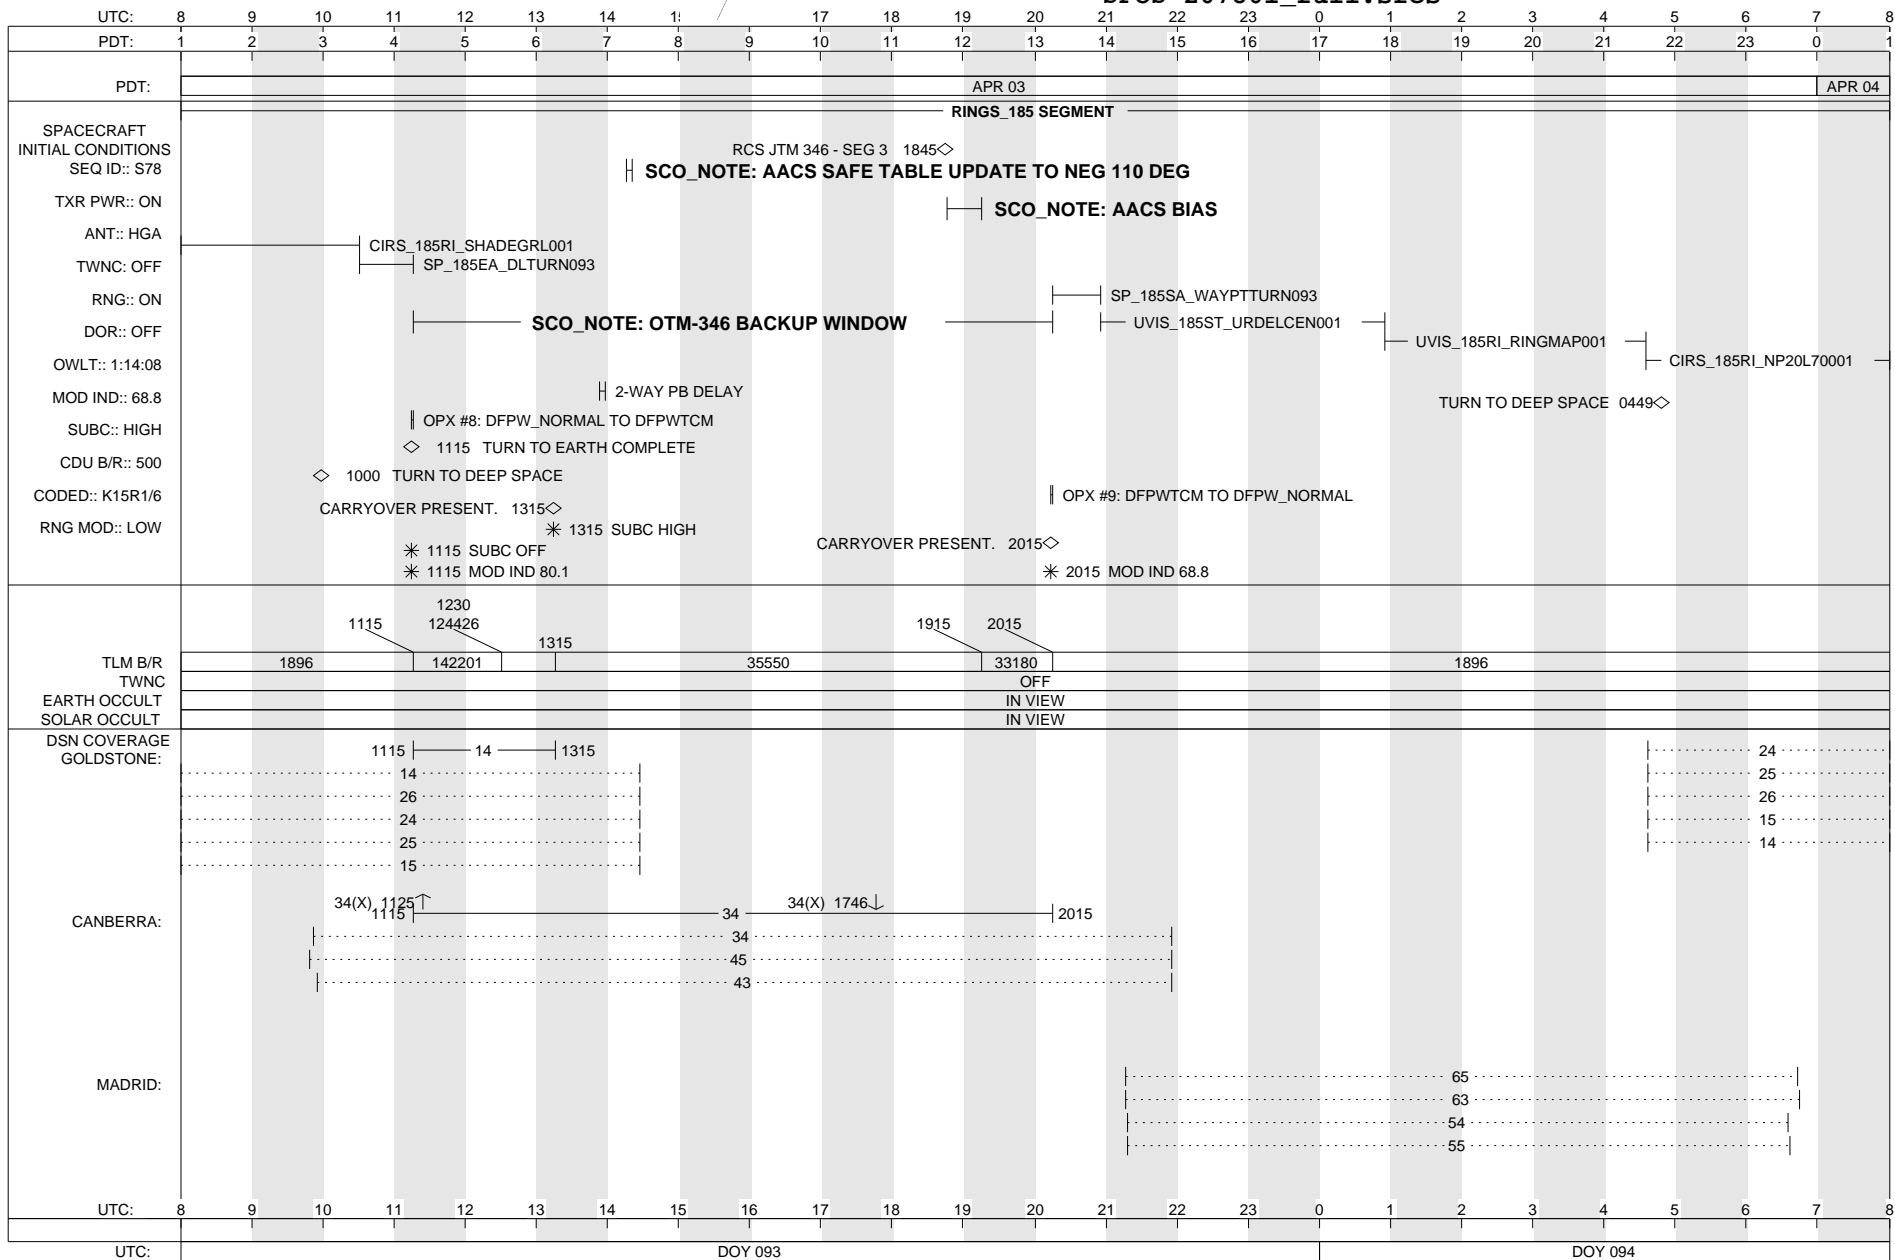 UTC: 8 9 10 11 12 13 14 17 18 19 20 21 22 23 0 1 2 3 4 5 6 7 8
PDT: 1 2 3 4 5 6 7 8 9 10 11 12 13 14 15 16 17 18 19 20 21 22 23 0 1
PDT: APR 03 APR 04
RINGS_185 SEGMENT
SPACECRAFT
INITIAL CONDITIONS
RCS JTM 346 - SEG 3 1845
SEQ ID:: S78
SCO_NOTE: AACS SAFE TABLE UPDATE TO NEG 110 DEG
TXR PWR:: ON
SCO_NOTE: AACS BIAS
ANT:: HGA
CIRS_185RI_SHADEGRL001
TWNC: OFF
SP_185EA_DLTURN093
RNG:: ON
SP_185SA_WAYPTTURN093
SCO_NOTE: OTM-346 BACKUP WINDOW
UVIS_185ST_URDELCEN001
DOR:: OFF
UVIS_185RI_RINGMAP001
OWLT:: 1:14:08
CIRS_185RI_NP20L70001
MOD IND:: 68.8
2-WAY PB DELAY
TURN TO DEEP SPACE 0449
SUBC:: HIGH
OPX #8: DFPW_NORMAL TO DFPWTCM
1115 TURN TO EARTH COMPLETE
CDU B/R:: 500
1000 TURN TO DEEP SPACE
CODED:: K15R1/6
OPX #9: DFPWTCM TO DFPW_NORMAL
CARRYOVER PRESENT. 1315
RNG MOD:: LOW
1315 SUBC HIGH
CARRYOVER PRESENT. 2015
1115 SUBC OFF
1115 MOD IND 80.1
2015 MOD IND 68.8
1230
1115 124426 1915 2015
1315
TLM B/R 1896 142201 35550 33180 1896
TWNC OFF
EARTH OCCULT IN VIEW
SOLAR OCCULT IN VIEW
DSN COVERAGE
GOLDSTONE:
1115 14 1315 24
14 25
26 26
24 15
25 14
15
34(X) 1125 34(X) 1746
CANBERRA: 1115 34 2015
34
45
43
MADRID: 65
63
54
55
UTC: 8 9 10 11 12 13 14 15 16 17 18 19 20 21 22 23 0 1 2 3 4 5 6 7 8
UTC: DOY 093 DOY 094